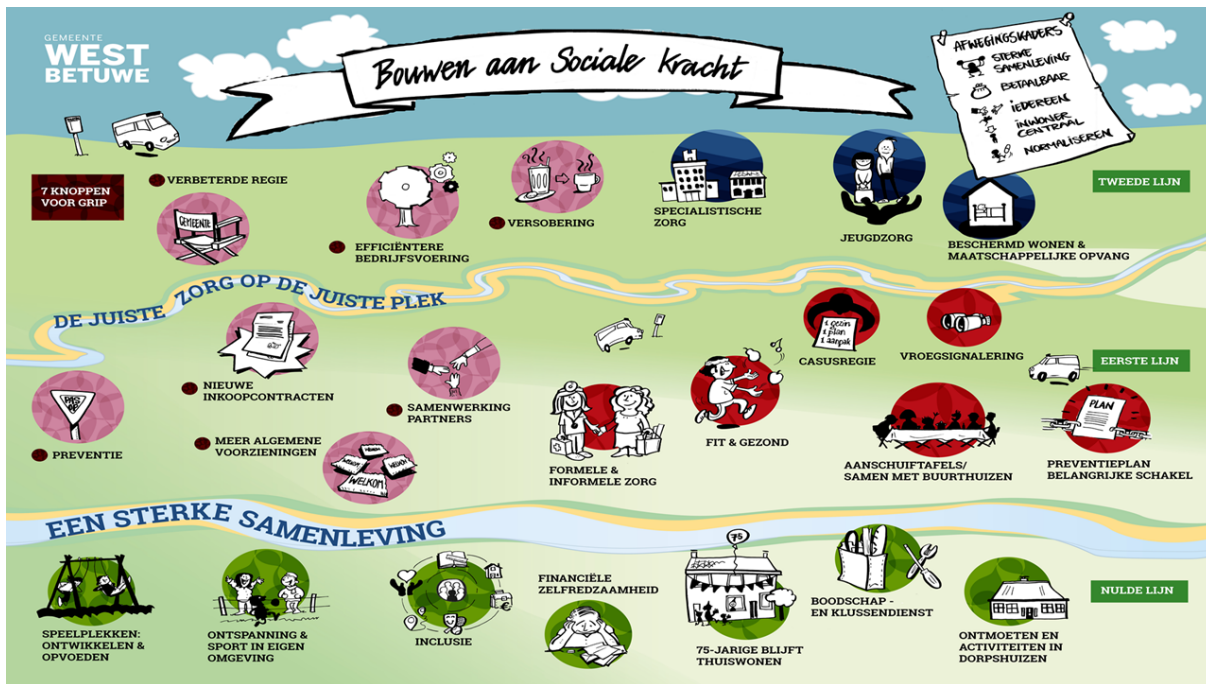 GEMEENTE
WEST
BETUWE
Bouwen aan Sociale Kracht
AFWEGINGSKADERS
STERKE
SAMENLEVING
BETAALBAAR
IEDEREEN
INWONER
CENTRAAL
NORMALISEREN
7 KNOPPEN
VOOR GRIP
VERBETERDE REGIE
GEMEENTE
EFFICIËNTERE
BEDRIJFSVOERING
VERSOBERING
SPECIALISTISCHE
ZORG
JEUGDZORG
BESCHERMD WONEN &
MAATSCHAPPELIJKE OPVANG
TWEEDE LIJN
DE JUISTE ZORG OP DE JUISTE PLEK
PAS
OP
PREVENTIE
NIEUWE
INKOOPCONTRACTEN
MEER ALGEMENE
VOORZIENINGEN
WELKOM
SAMENWERKING
PARTNERS
FORMELE &
INFORMELE ZORG
FIT & GEZOND
1 gezin
1 plan
1 aanpak
CASUSREGIE
VROEGSIGNALERING
EERSTE LIJN
AANSCHUIFTAFELS/
SAMEN MET BUURTHUIZEN
PLAN
PREVENTIEPLAN
BELANGRIJKE SCHAKEL
EEN STERKE SAMENLEVING
SPEELPLEKKEN:
ONTWIKKELEN &
OPVOEDEN
ONTSPANNING &
SPORT IN EIGEN
OMGEVING
INCLUSIE
FINANCIËLE
ZELFREDZAAMHEID
75
75-JARIGE BLIJFT
THUISWONEN
BOODSCHAP -
EN KLUSSENDIENST
ONTMOETEN EN
ACTIVITEITEN IN
DORPSHUIZEN
NULDE LIJN